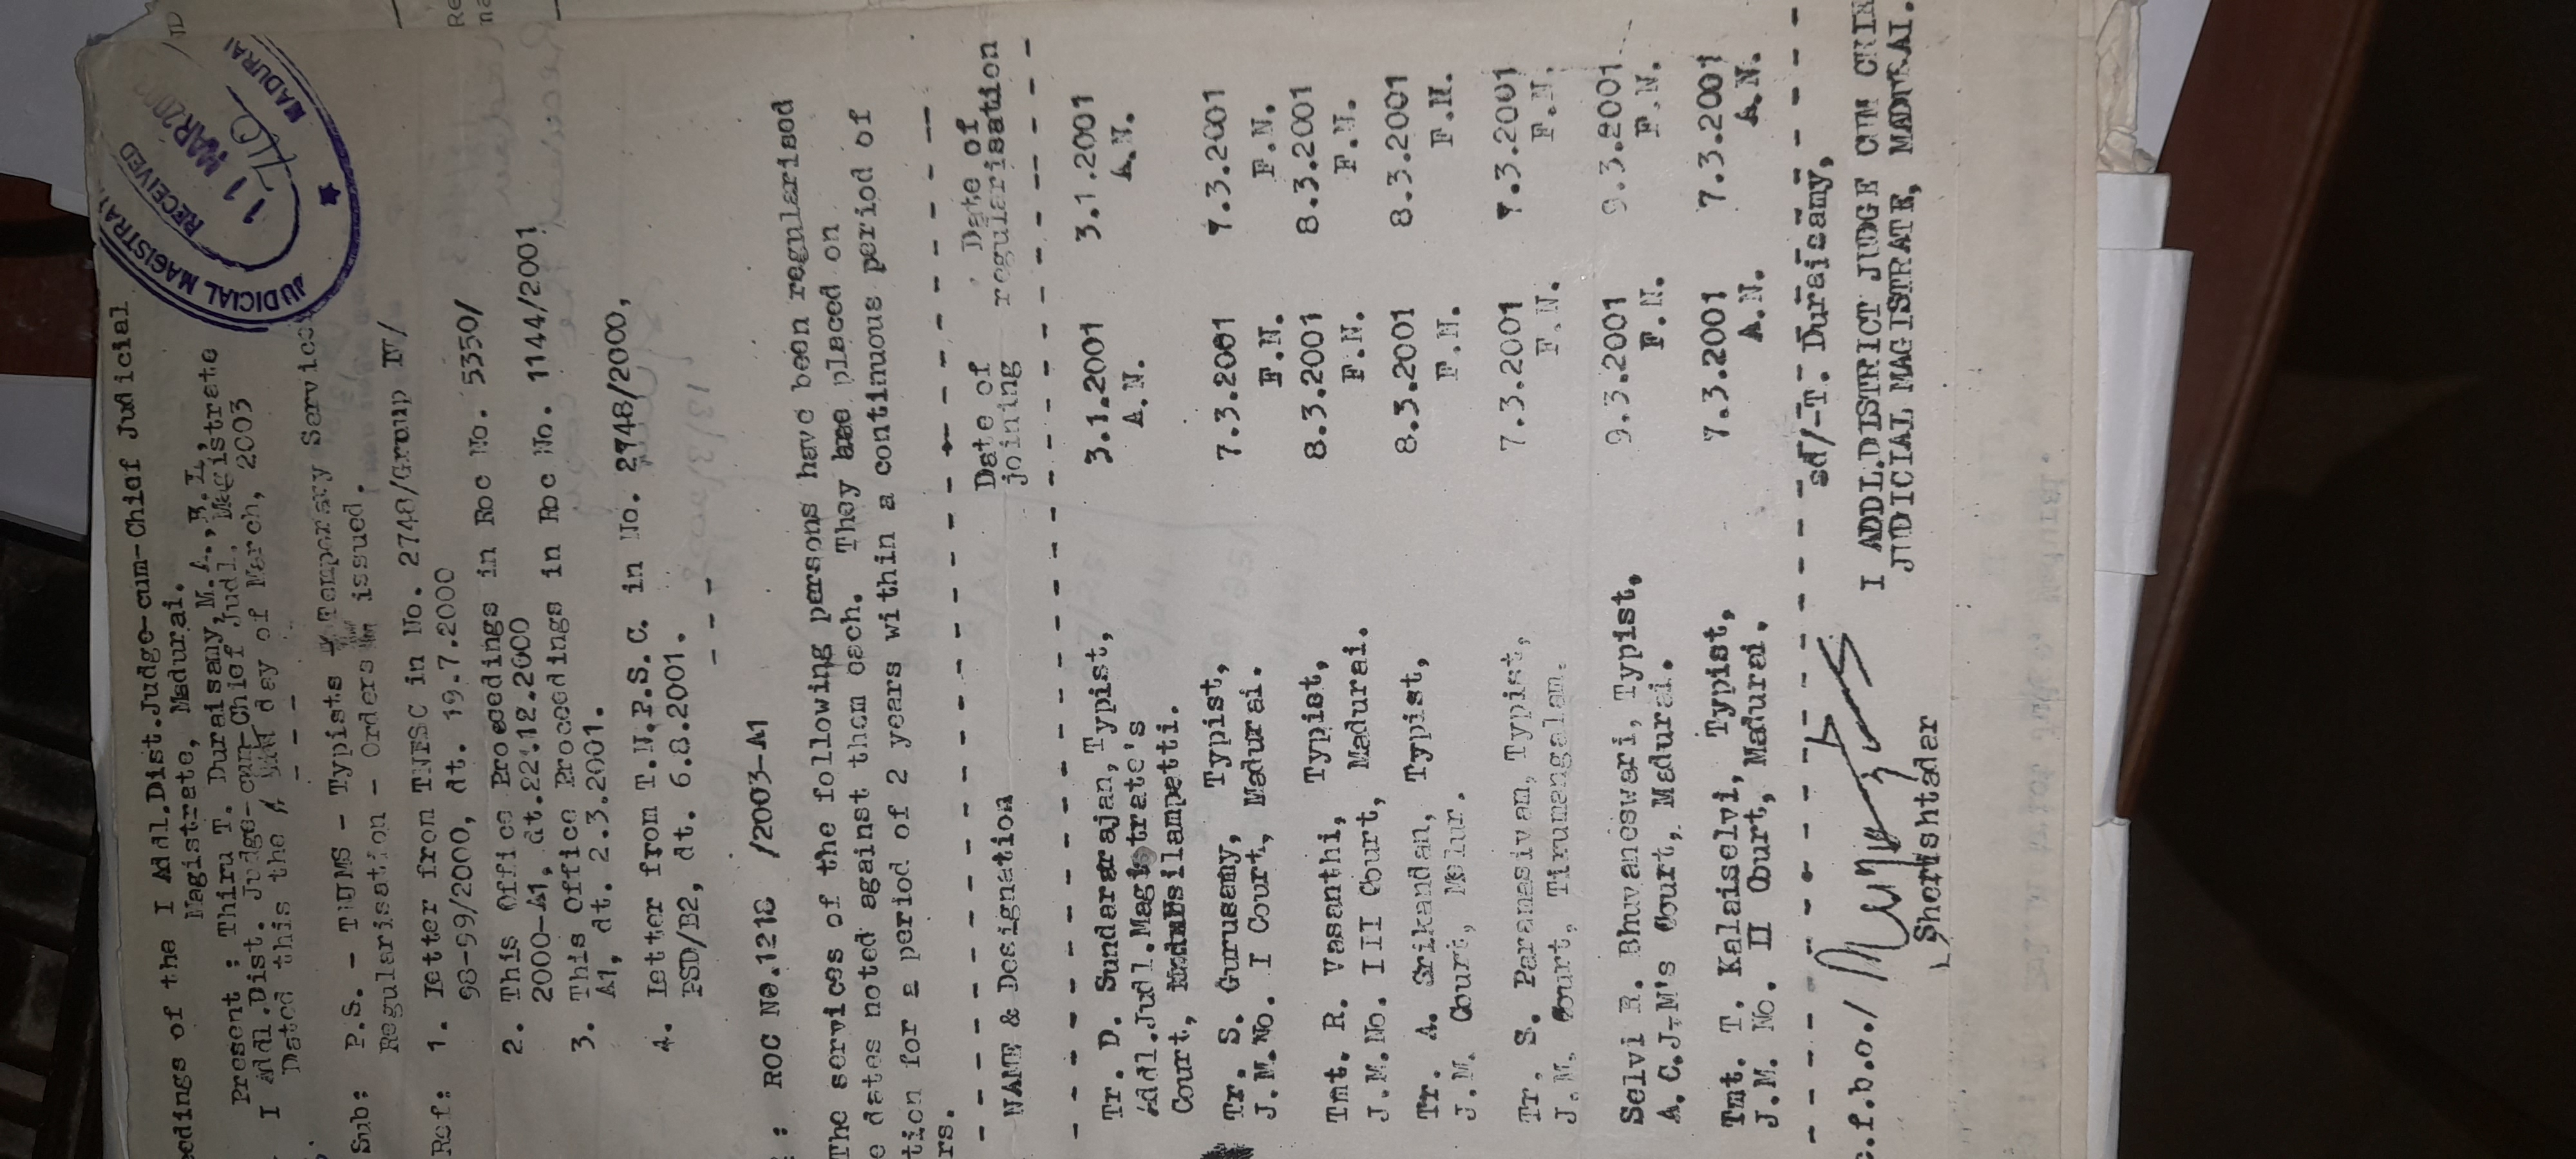 eedings of the I Addl.Dist.Judge-cum-Chief Judicial
Magistrate, Madurai.
Present : Thiru T. Duraisamy, M.A., B.L.,
I Addl.Dist. Judge-cum-Chief Judl. Magistrate
Dated this the day of March, 2003
JUDICIAL MAGISTRAT
MADURAI
RECEIVED
11 MAR 200
Sub: P.S. - TNJMS - Typists - Temporary Service
Regularisation - Orders issued.
Ref: 1. Letter from TNPSC in No. 2748/Group IV/
98-99/2000, dt. 19.7.2000
2. This Office Proceedings in Roc No. 5350/
2000-A1, dt.22.12.2000
3. This Office Proceedings in Roc No. 1144/2001
A1, dt. 2.3.2001.
4. Letter from T.N.P.S.C. in No. 2748/2000,
PSD/B2, dt. 6.8.2001.
- - -
: ROC No.1218 /2003-A1
The services of the following persons have been regularised
e dates noted against them each. They are placed on
tion for a period of 2 years within a continuous period of
rs.
NAME & Designation Date of joining Date of regularisation
Tr. D. Sundararajan, Typist, 3.1.2001 3.1.2001
Addl.Judl.Magistrate's A.N. A.N.
Court, Usilampatti.
Tr. S. Gurusamy, Typist, 7.3.2001 7.3.2001
J.M.No. I Court, Madurai. F.N. F.N.
Tmt. R. Vasanthi, Typist, 8.3.2001 8.3.2001
J.M.No. III Court, Madurai. F.N. F.N.
Tr. A. Srikandan, Typist, 8.3.2001 8.3.2001
J.M. Court, Melur. F.N. F.N.
Tr. S. Paramasivam, Typist, 7.3.2001 7.3.2001
J.M. Court, Tirumangalam. F.N. F.N.
Selvi R. Bhuvaneswari, Typist, 9.3.2001 9.3.2001
A.C.J.M's Court, Madurai. F.N. F.N.
Tmt. T. Kalaiselvi, Typist, 7.3.2001 7.3.2001
J.M. No. II Court, Madurai. A.N. A.N.
sd/-T. Duraisamy,
I ADDL.DISTRICT JUDGE CUM CHIE
JUDICIAL MAGISTRATE, MADURAI.
c.f.b.o./
Sherishtader